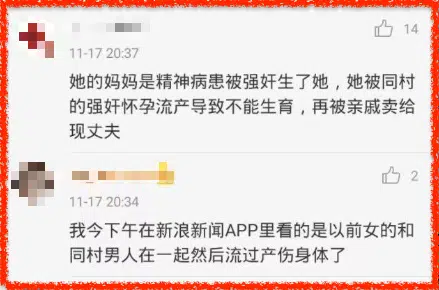 14
11-17 20:37
她的妈妈是精神病患被强奸生了她，她被同村
的强奸怀孕流产导致不能生育，再被亲戚卖给
现丈夫
2
11-17 20:34
我今下午在新浪新闻APP里看的是以前女的和
同村男人在一起然后流过产伤身体了